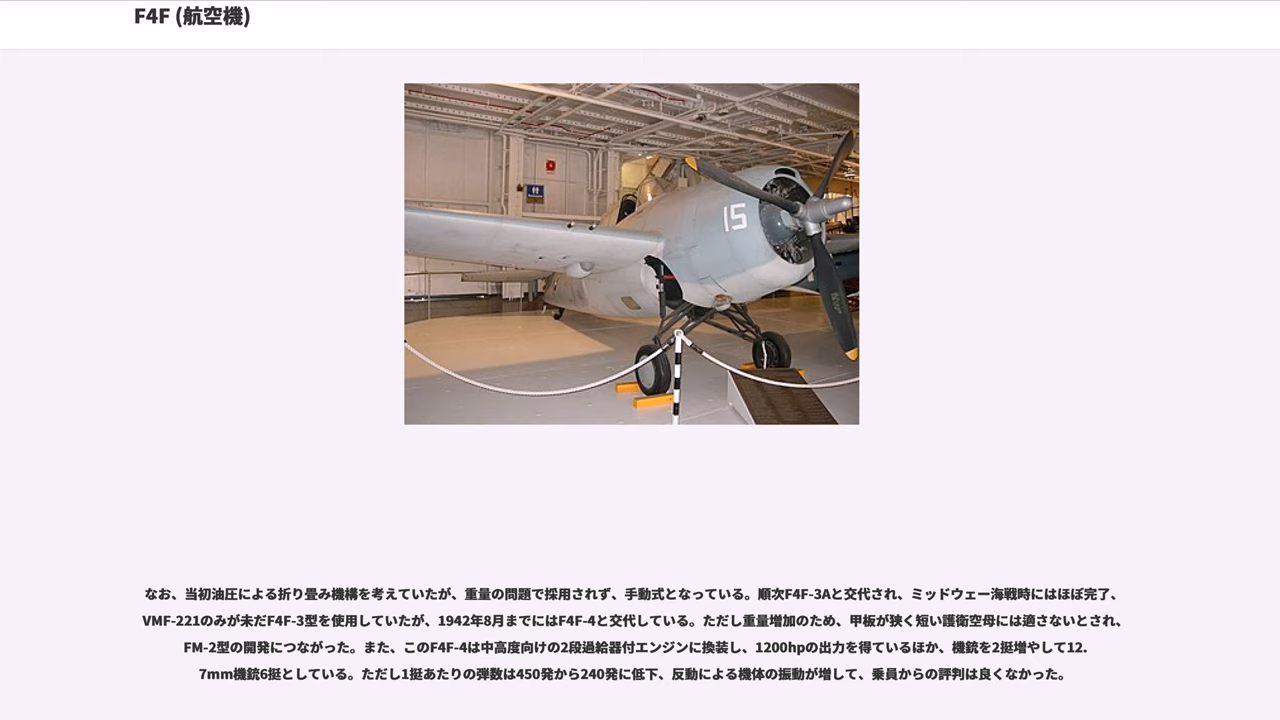 F4F (航空機)
15
なお、当初油圧による折り畳み機構を考えていたが、重量の問題で採用されず、手動式となっている。順次F4F-3Aと交代され、ミッドウェー海戦時にはほぼ完了、
VMF-221のみが未だF4F-3型を使用していたが、1942年8月までにはF4F-4と交代している。ただし重量増加のため、甲板が狭く短い護衛空母には適さないとされ、
FM-2型の開発につながった。また、このF4F-4は中高度向けの2段過給器付エンジンに換装し、1200hpの出力を得ているほか、機銃を2挺増やして12.
7mm機銃6挺としている。ただし1挺あたりの弾数は450発から240発に低下、反動による機体の振動が増して、乗員からの評判は良くなかった。